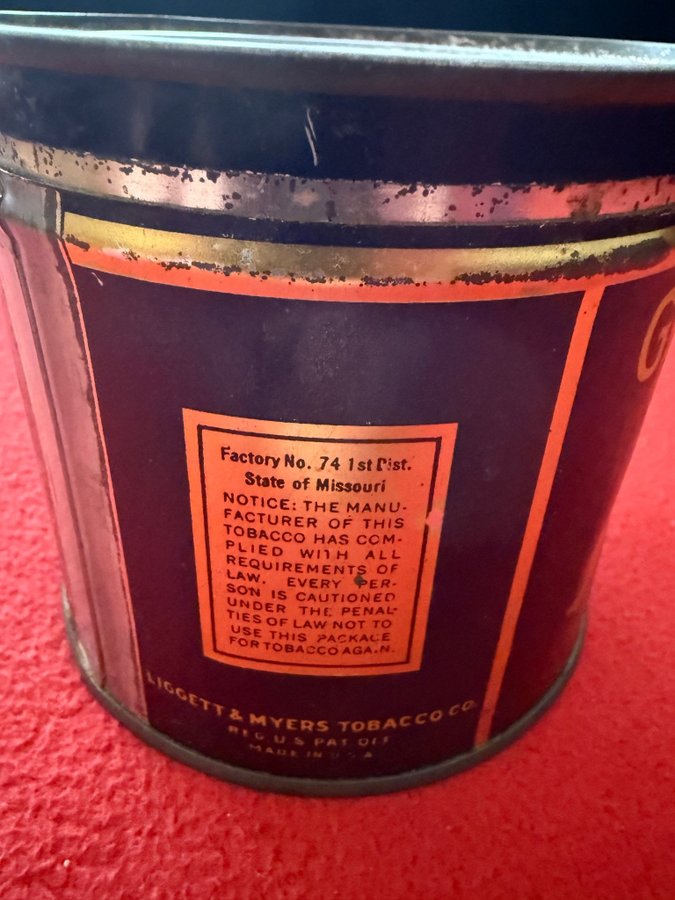 G
Factory No. 74 1st Dist.
State of Missouri
NOTICE: THE MANU-
FACTURER OF THIS
TOBACCO HAS COM-
PLIED WITH ALL
REQUIREMENTS OF
LAW. EVERY PER-
SON IS CAUTIONED
UNDER THE PENAL-
TIES OF LAW NOT TO
USE THIS PACKAGE
FOR TOBACCO AGAIN.
LIGGETT & MYERS TOBACCO CO.
REG. U.S. PAT. OFF.
MADE IN U.S.A.